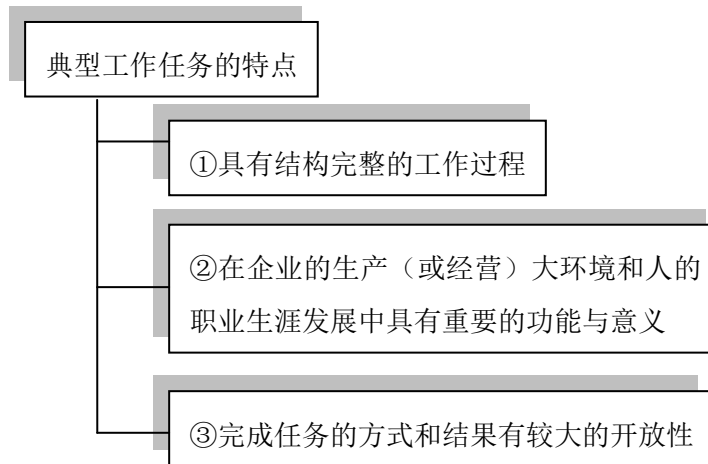 典型工作任务的特点
①具有结构完整的工作过程
②在企业的生产（或经营）大环境和人的
职业生涯发展中具有重要的功能与意义
③完成任务的方式和结果有较大的开放性